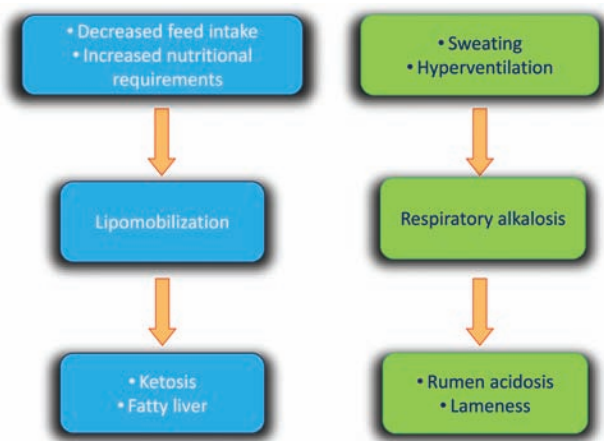 • Decreased feed intake
• Increased nutritional
requirements
Lipomobilization
• Ketosis
• Fatty liver
• Sweating
• Hyperventilation
Respiratory alkalosis
• Rumen acidosis
• Lameness